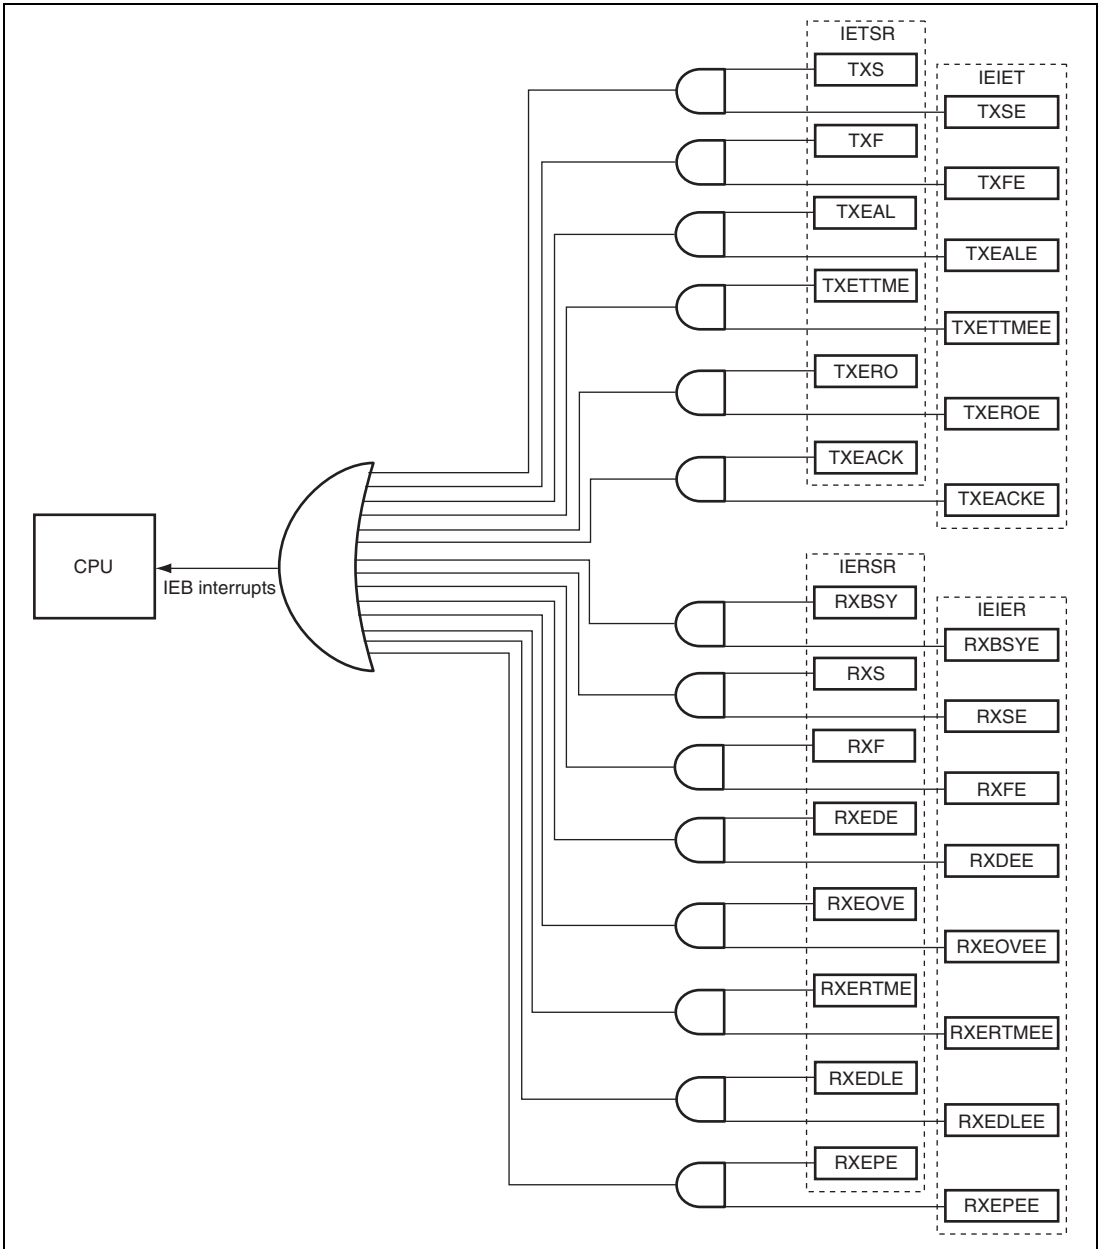 IETSR
TXS
IEIET
TXSE
TXF
TXFE
TXEAL
TXEALE
TXETTME
TXETTMEE
TXERO
TXEROE
TXEACK
TXEACKE
CPU
IEB interrupts
IERSR
RXBSY
IEIER
RXBSYE
RXS
RXSE
RXF
RXFE
RXEDE
RXDEE
RXEOVE
RXEOVEE
RXERTME
RXERTMEE
RXEDLE
RXEDLEE
RXEPE
RXEPEE